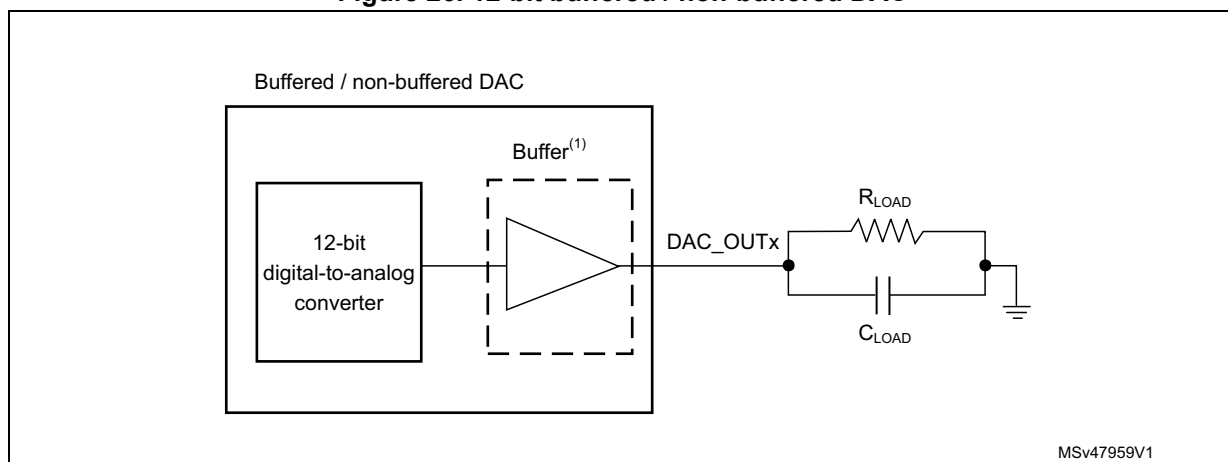 Buffered / non-buffered DAC
Buffer(1)
12-bit
digital-to-analog
converter
DAC_OUTx
RLOAD
CLOAD
MSv47959V1